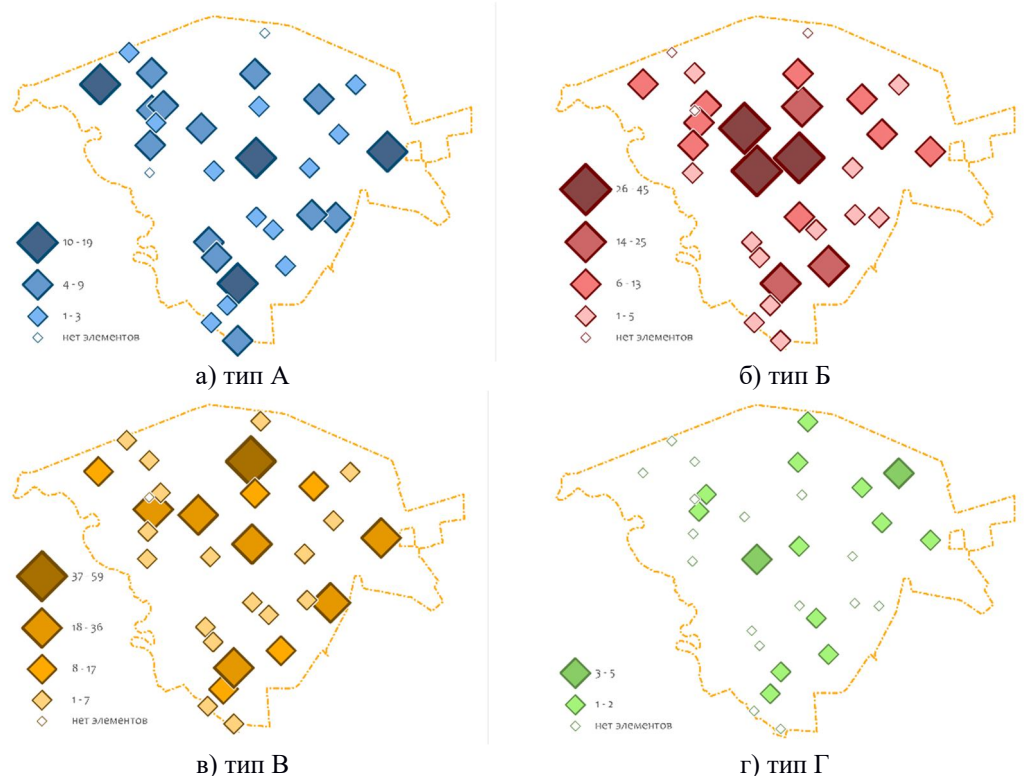 10 - 19
4 - 9
1 - 3
нет элементов
а) тип А
26 - 45
14 - 25
6 - 13
1 - 5
нет элементов
б) тип Б
37 - 59
18 - 36
8 - 17
1 - 7
нет элементов
в) тип В
3 - 5
1 - 2
нет элементов
г) тип Г